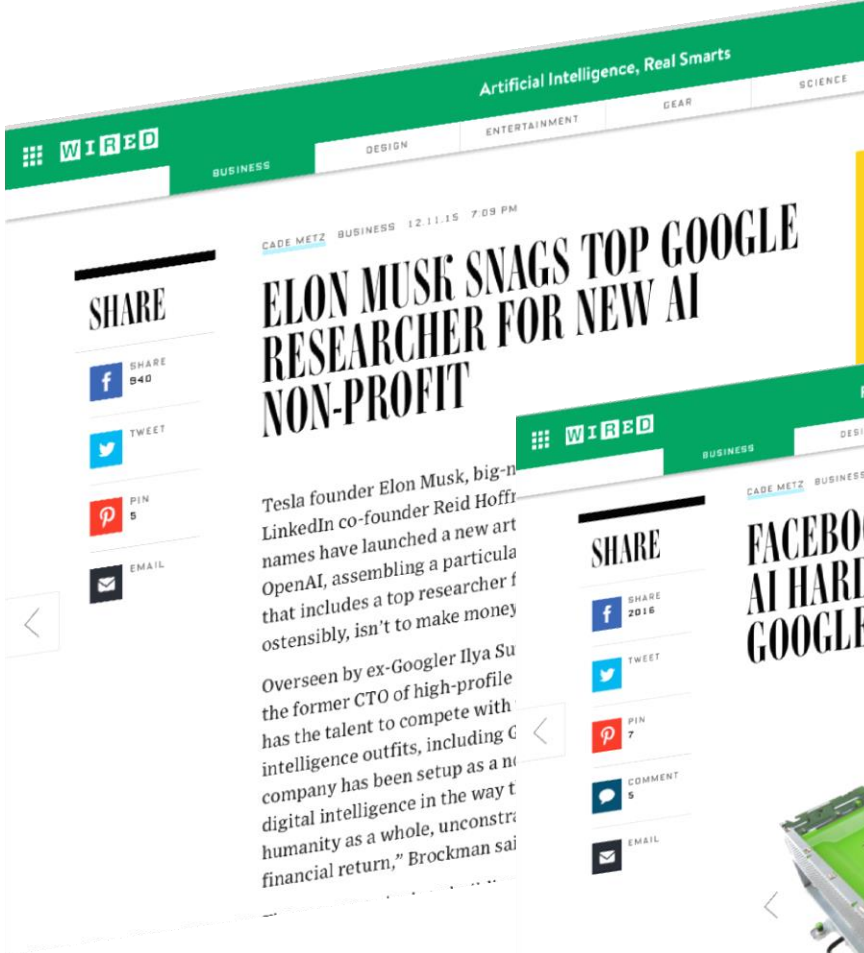 Artificial Intelligence, Real Smarts
WIRED
BUSINESS
DESIGN
ENTERTAINMENT
GEAR
SCIENCE
CADE METZ BUSINESS 12.11.15 7:09 PM
ELON MUSK SNAGS TOP GOOGLE
RESEARCHER FOR NEW AI
NON-PROFIT
SHARE
SHARE
940
TWEET
PIN
5
EMAIL
Tesla founder Elon Musk, big-n
LinkedIn co-founder Reid Hoffr
names have launched a new art
OpenAI, assembling a particula
that includes a top researcher f
ostensibly, isn't to make money
Overseen by ex-Googler Ilya Su
the former CTO of high-profile
has the talent to compete with
intelligence outfits, including G
company has been setup as a no
digital intelligence in the way t
humanity as a whole, unconstra
financial return,” Brockman sai
WIRED
BUSINESS
DESI
CADE METZ BUSINESS
FACEBOO
AI HARD
GOOGLE
SHARE
SHARE
2016
TWEET
PIN
7
COMMENT
5
EMAIL